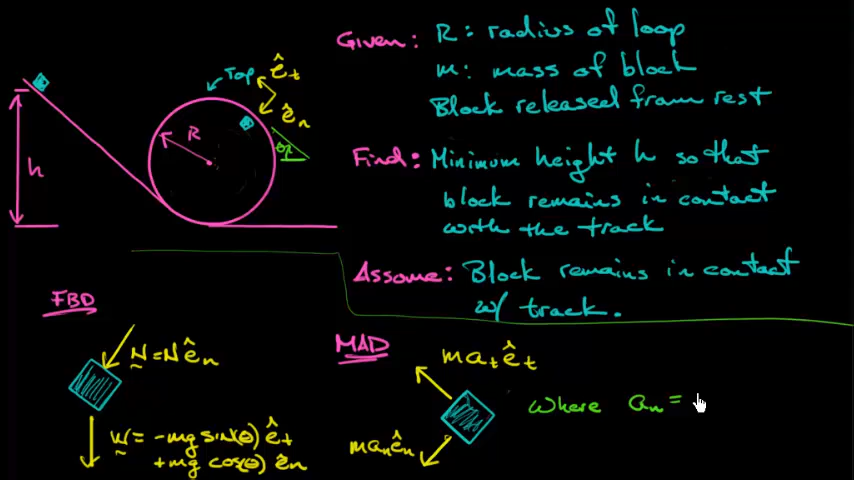 Given: R: radius of loop
m: mass of block
Block released from rest
Find: Minimum height h so that
block remains in contact
with the track
Assume: Block remains in contact
w/ track.
h
R
Top
ê_t
ê_n
θ
FBD
N = N ê_n
W = -mg sin(θ) ê_t
+mg cos(θ) ê_n
MAD
ma_t ê_t
ma_n ê_n
where a_n =